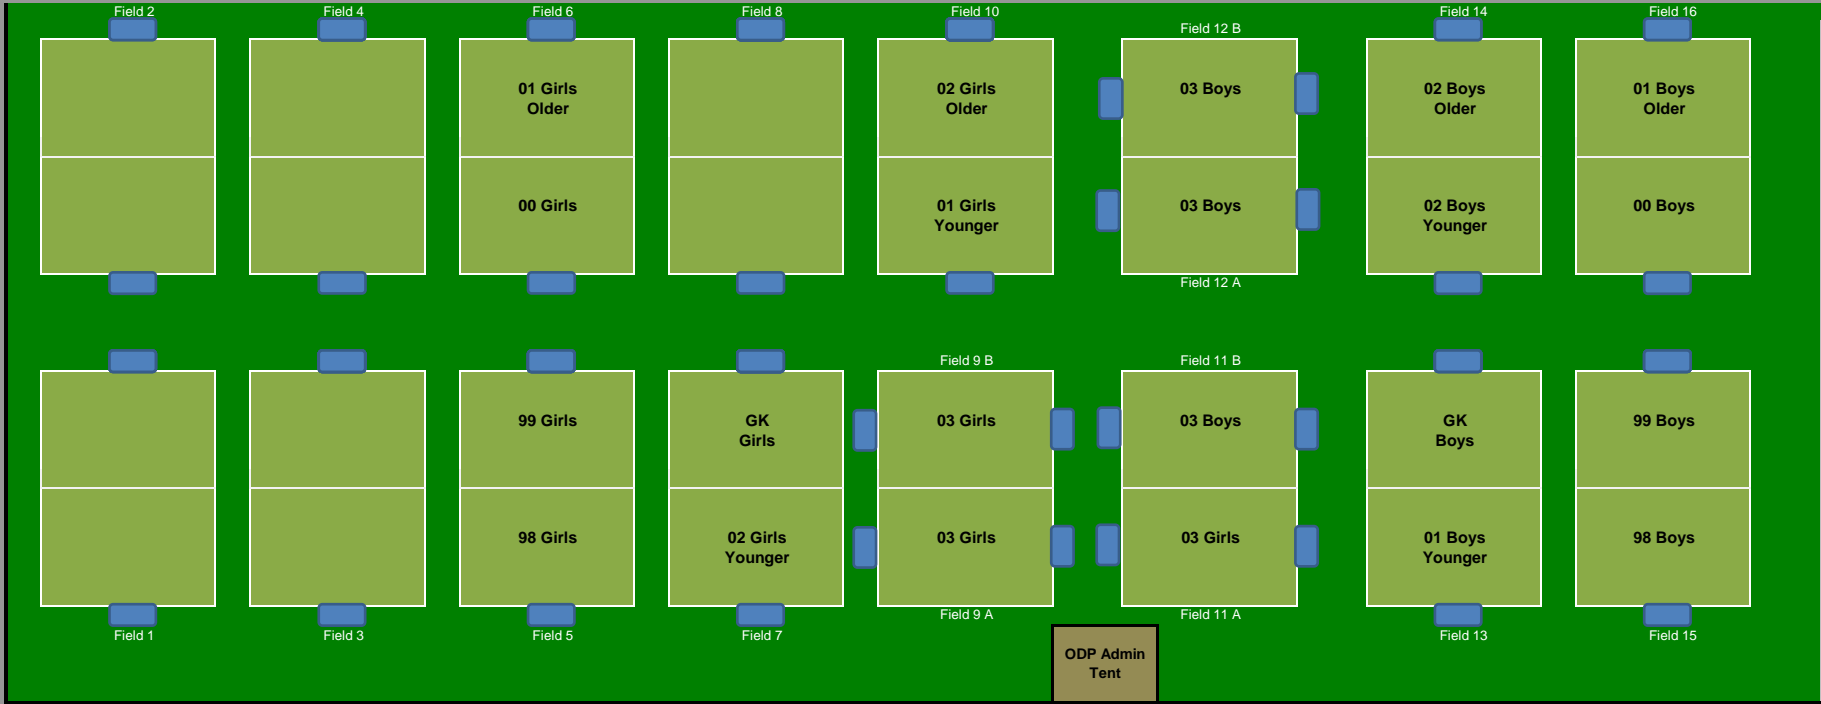 Field 2
Field 4
Field 6
Field 8
Field 10
Field 12 B
Field 14
Field 16
01 Girls
Older
02 Girls
Older
03 Boys
02 Boys
Older
01 Boys
Older
00 Girls
01 Girls
Younger
03 Boys
02 Boys
Younger
00 Boys
Field 12 A
Field 9 B
Field 11 B
99 Girls
GK
Girls
03 Girls
03 Boys
GK
Boys
99 Boys
98 Girls
02 Girls
Younger
03 Girls
03 Girls
01 Boys
Younger
98 Boys
Field 9 A
Field 11 A
Field 1
Field 3
Field 5
Field 7
Field 13
Field 15
ODP Admin
Tent